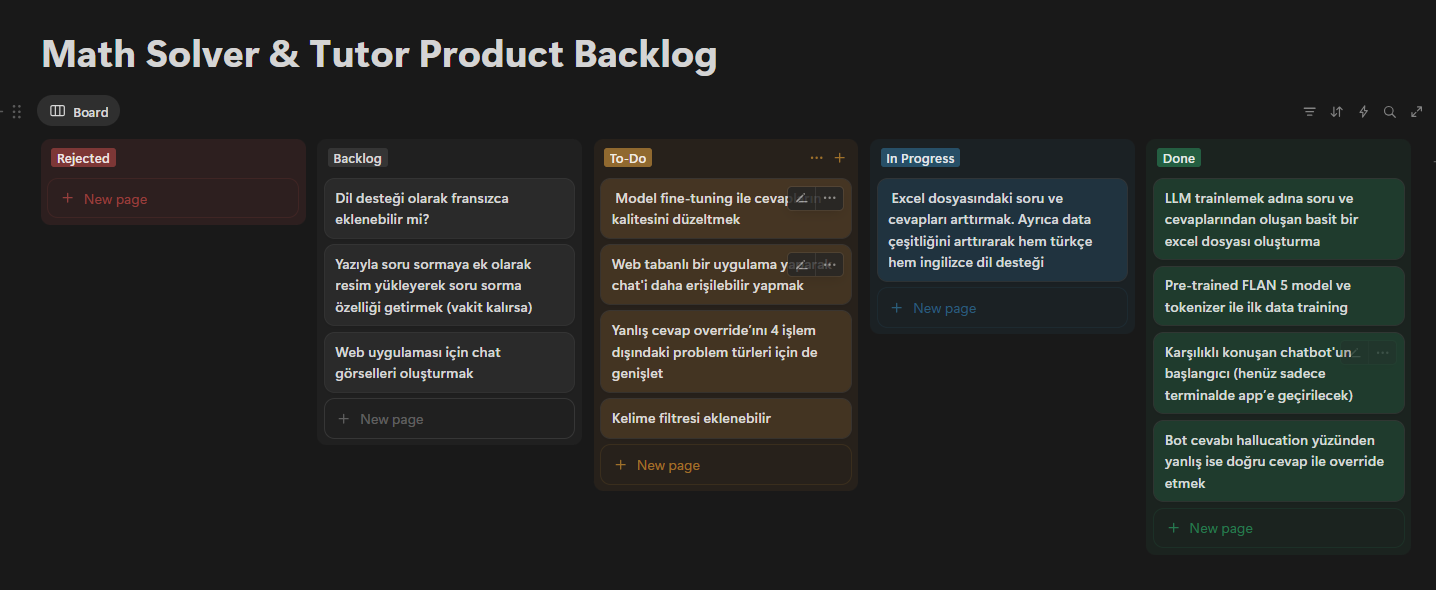 Math Solver & Tutor Product Backlog
Board
Rejected
New page
Backlog
Dil desteği olarak fransızca
eklenebilir mi?
Yazıyla soru sormaya ek olarak
resim yükleyerek soru sorma
özelliği getirmek (vakit kalırsa)
Web uygulaması için chat
görselleri oluşturmak
New page
To-Do
Model fine-tuning ile
kalitesini düzeltmek
Web tabanlı bir uygulama
chat'i daha erişilebilir yapmak
Yanlış cevap override’ını 4 işlem
dışındaki problem türleri için de
genişlet
Kelime filtresi eklenebilir
New page
In Progress
Excel dosyasındaki soru ve
cevapları arttırmak. Ayrıca data
çeşitliğini arttırarak hem türkçe
hem ingilizce dil desteği
New page
Done
LLM trainlemek adına soru ve
cevaplarından oluşan basit bir
excel dosyası oluşturma
Pre-trained FLAN 5 model ve
tokenizer ile ilk data training
Karşılıklı konuşan chatbot'un
başlangıcı (henüz sadece
terminalde app’e geçirilecek)
Bot cevabı hallucation yüzünden
yanlış ise doğru cevap ile override
etmek
New page